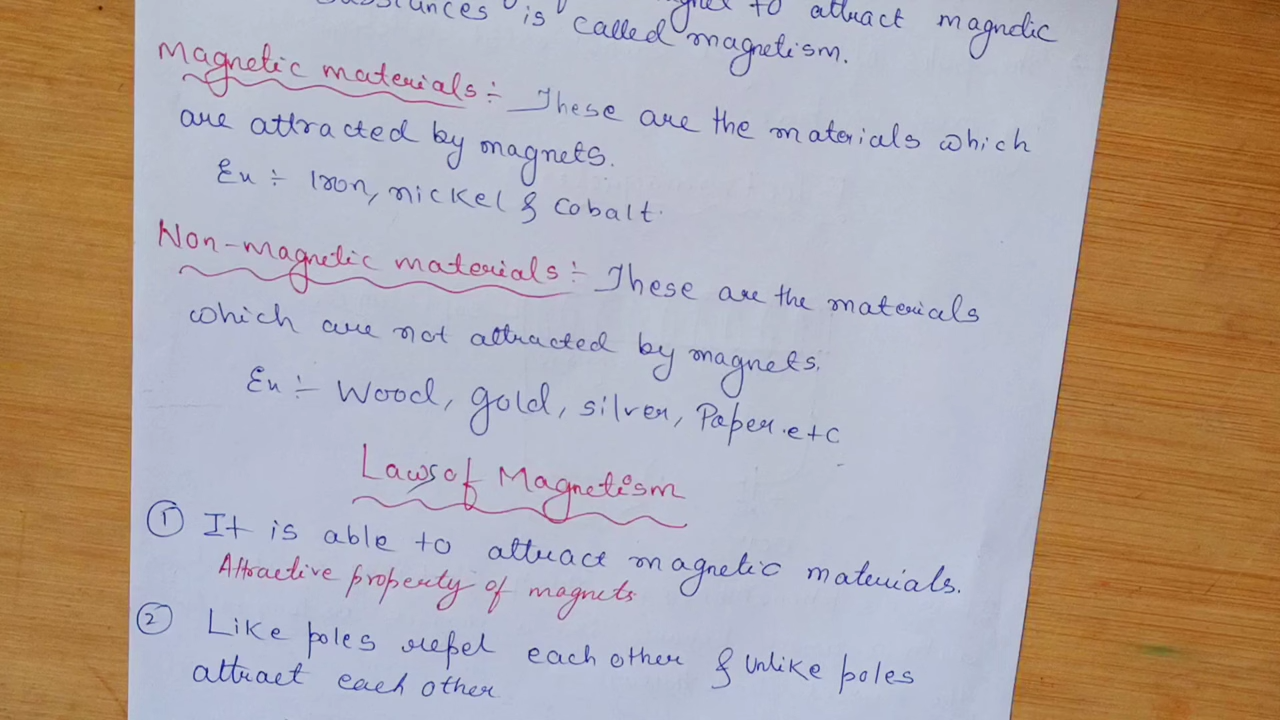 to attract magnetic
is called magnetism.
Magnetic materials :- These are the materials which
are attracted by magnets.
Ex :- Iron, nickel & Cobalt.
Non-magnetic materials :- These are the materials
which are not attracted by magnets.
Ex :- Wood, gold, silver, Paper.etc
Laws of Magnetism
① It is able to attract magnetic materials.
Attractive property of magnets
② Like poles repel each other & Unlike poles
attract each other